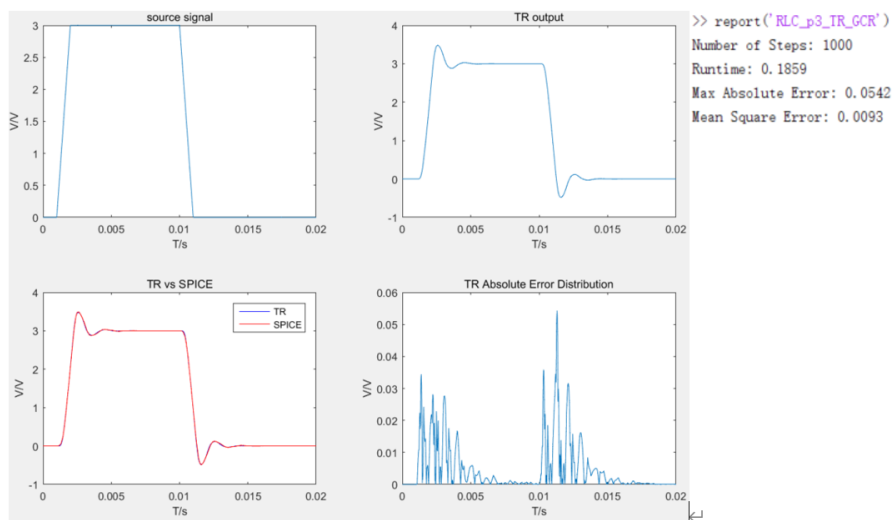 source signal
3
2.5
2
1.5
1
0.5
0
V/V
0 0.005 0.01 0.015 0.02
T/s
TR output
4
3
2
1
0
-1
V/V
0 0.005 0.01 0.015 0.02
T/s
>> report('RLC_p3_TR_GCR')
Number of Steps: 1000
Runtime: 0.1859
Max Absolute Error: 0.0542
Mean Square Error: 0.0093
TR vs SPICE
4
3
2
1
0
-1
V/V
TR
SPICE
0 0.005 0.01 0.015 0.02
T/s
TR Absolute Error Distribution
0.06
0.05
0.04
0.03
0.02
0.01
0
V/V
0 0.005 0.01 0.015 0.02
T/s